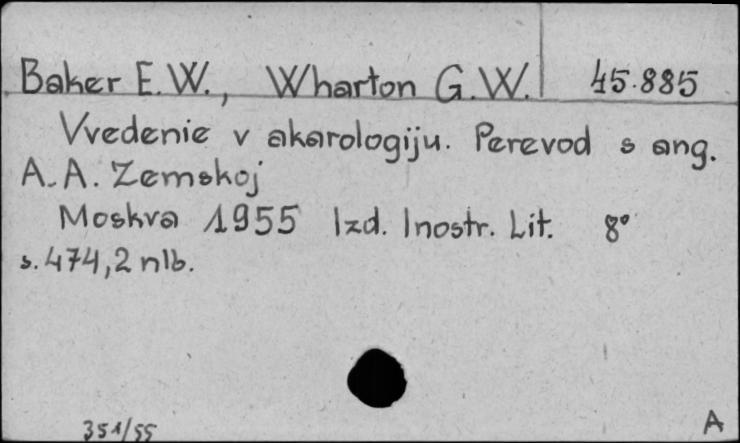 Baker E.W., Wharton G.W. 45.885
Vvedenie v akarologiju. Perevod s ang.
A.A. Zemskoj
Moskva 1955 Izd. Inostr. Lit. 8°
s. 474, 2 nlb.
351/55
A